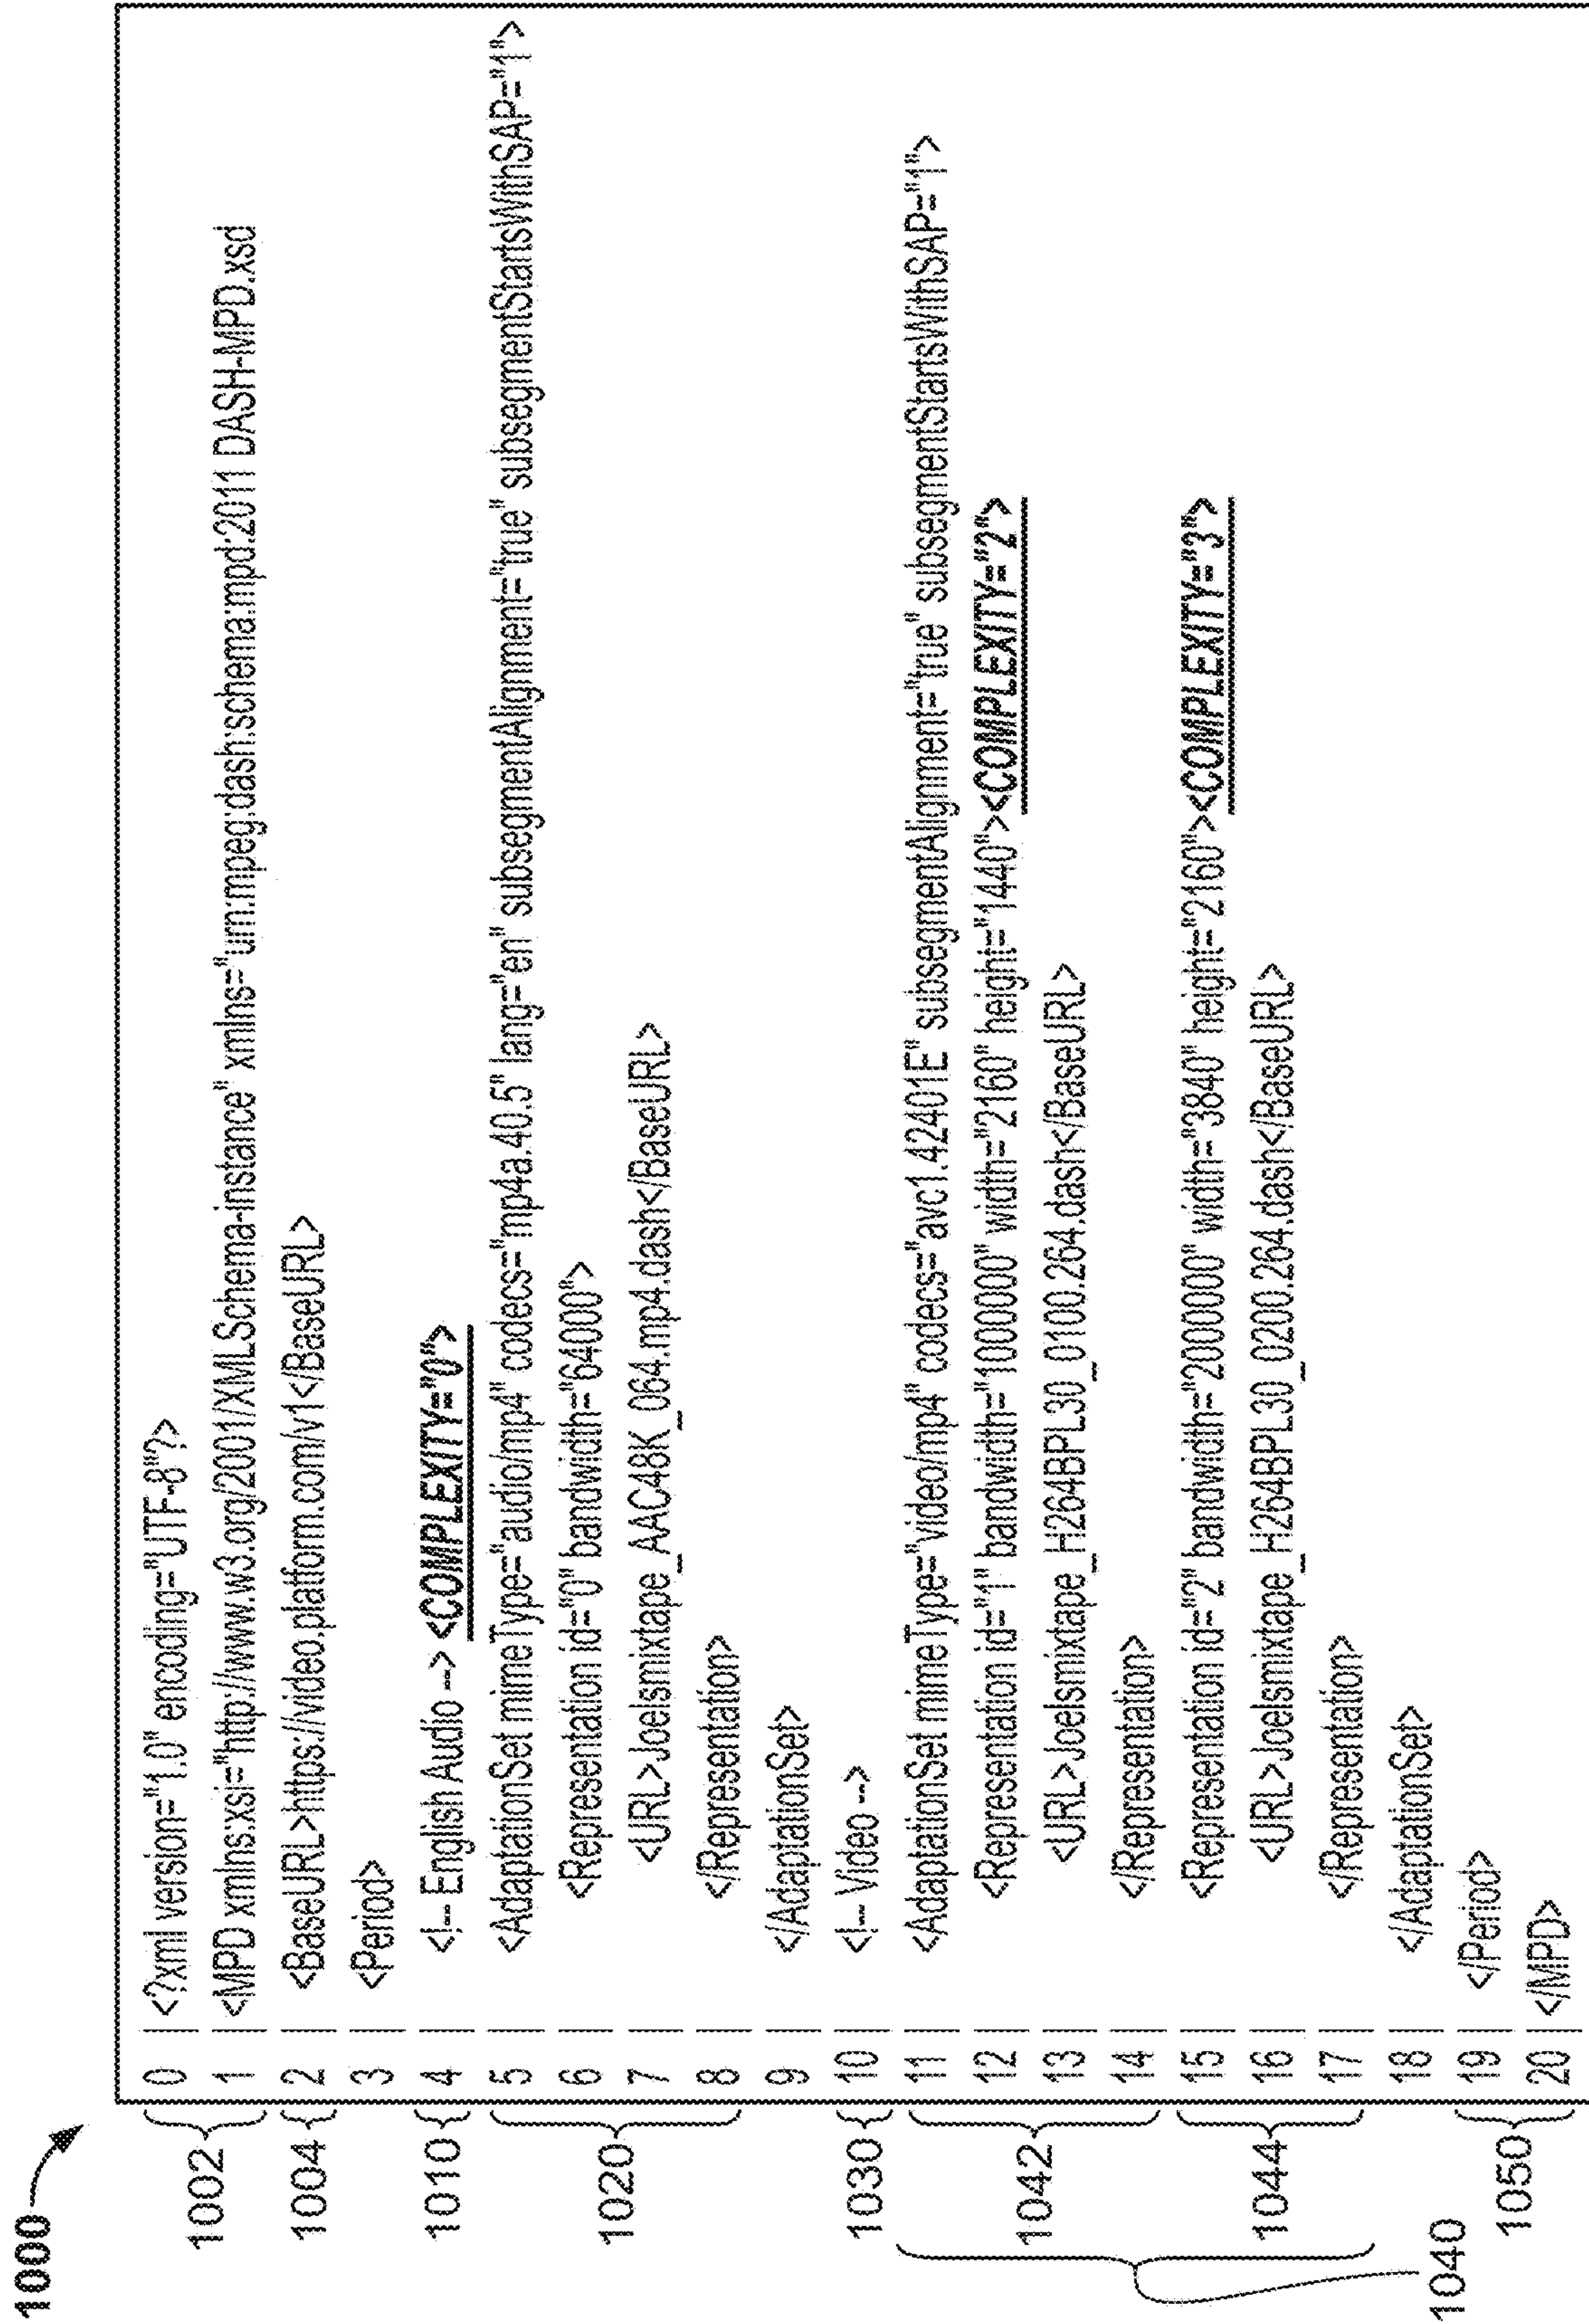 1000
1002
0 | <?xml version="1.0" encoding="UTF-8"?>
1 | <MPD xmlns:xsi="http://www.w3.org/2001/XMLSchema-instance" xmlns="urn:mpeg:dash:schema:mpd:2011 DASH-MPD.xsd
1004
2 | <BaseURL>https://video.platform.com/v1</BaseURL>
3 | <Period>
1010
4 | <!-- English Audio --> <COMPLEXITY="0">
1020
5 | <AdaptationSet mimeType="audio/mp4" codecs="mp4a.40.5" lang="en" subsegmentAlignment="true" subsegmentStartsWithSAP="1">
6 | <Representation id="0" bandwidth="64000">
7 | <URL>Joelsmixtape_AAC48K_064.mp4.dash</BaseURL>
8 | </Representation>
9 | </AdaptationSet>
1030
10 | <!-- Video -->
1040
1042
11 | <AdaptationSet mimeType="video/mp4" codecs="avc1.42401E" subsegmentAlignment="true" subsegmentStartsWithSAP="1">
12 | <Representation id="1" bandwidth="1000000" width="2160" height="1440"><COMPLEXITY="2">
13 | <URL>Joelsmixtape_H264BPL30_0100.264.dash</BaseURL>
14 | </Representation>
1044
15 | <Representation id="2" bandwidth="2000000" width="3840" height="2160"><COMPLEXITY="3">
16 | <URL>Joelsmixtape_H264BPL30_0200.264.dash</BaseURL>
17 | </Representation>
18 | </AdaptationSet>
1050
19 | </Period>
20 | </MPD>